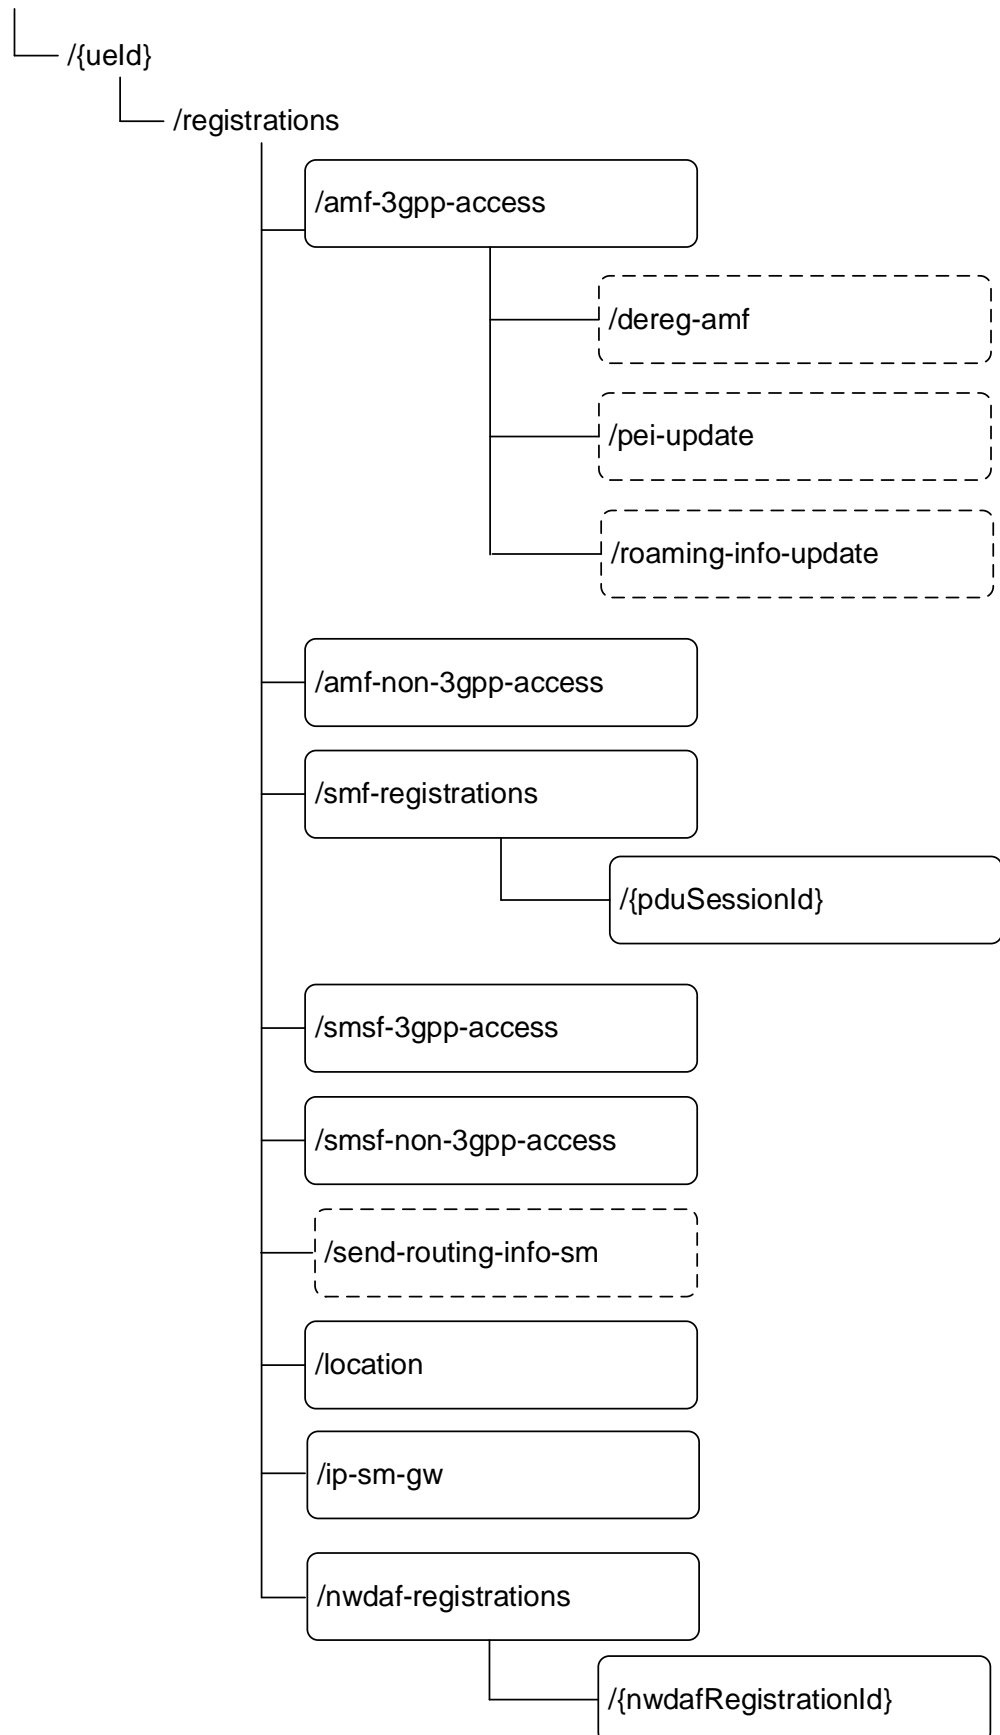 /{ueId}
/registrations
/amf-3gpp-access
/dereg-amf
/pei-update
/roaming-info-update
/amf-non-3gpp-access
/smf-registrations
/{pduSessionId}
/smsf-3gpp-access
/smsf-non-3gpp-access
/send-routing-info-sm
/location
/ip-sm-gw
/nwdaf-registrations
/{nwdafRegistrationId}